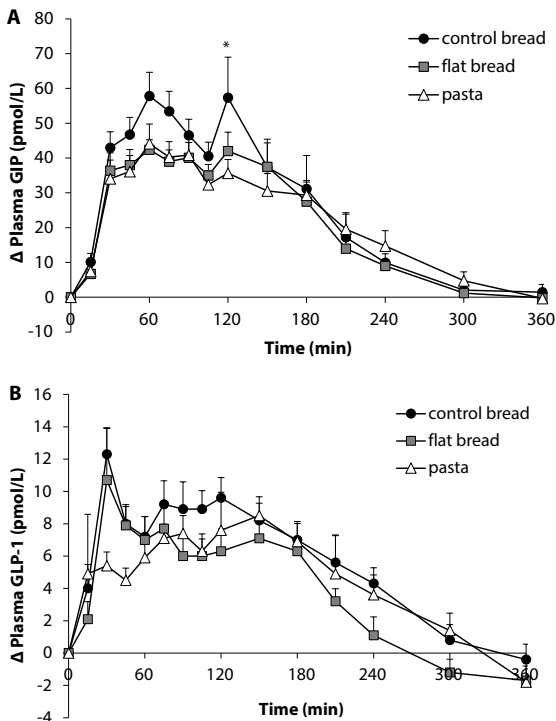 A
80
70
60
50
40
30
20
10
0
-10
Δ Plasma GIP (pmol/L)
*
control bread
flat bread
pasta
0 60 120 180 240 300 360
Time (min)
B
16
14
12
10
8
6
4
2
0
-2
-4
Δ Plasma GLP-1 (pmol/L)
control bread
flat bread
pasta
0 60 120 180 240 300 360
Time (min)